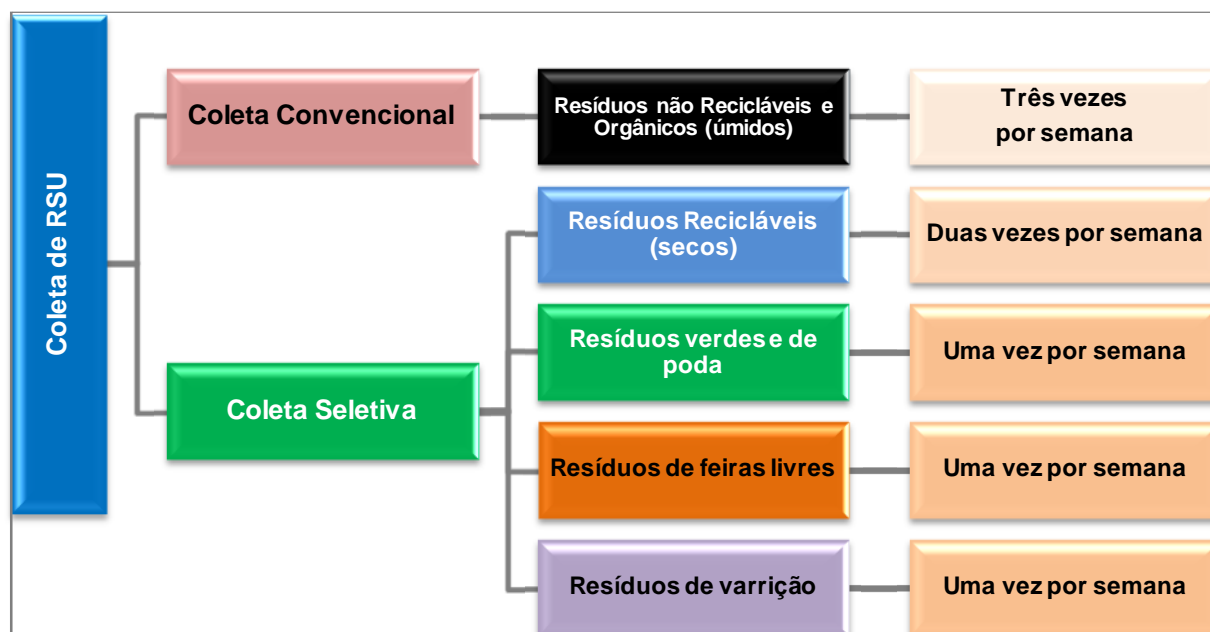 Coleta de RSU
Coleta Convencional
Resíduos não Recicláveis e
Orgânicos (úmidos)
Três vezes
por semana
Resíduos Recicláveis
(secos)
Duas vezes por semana
Coleta Seletiva
Resíduos verdes e de
poda
Uma vez por semana
Resíduos de feiras livres
Uma vez por semana
Resíduos de varrição
Uma vez por semana